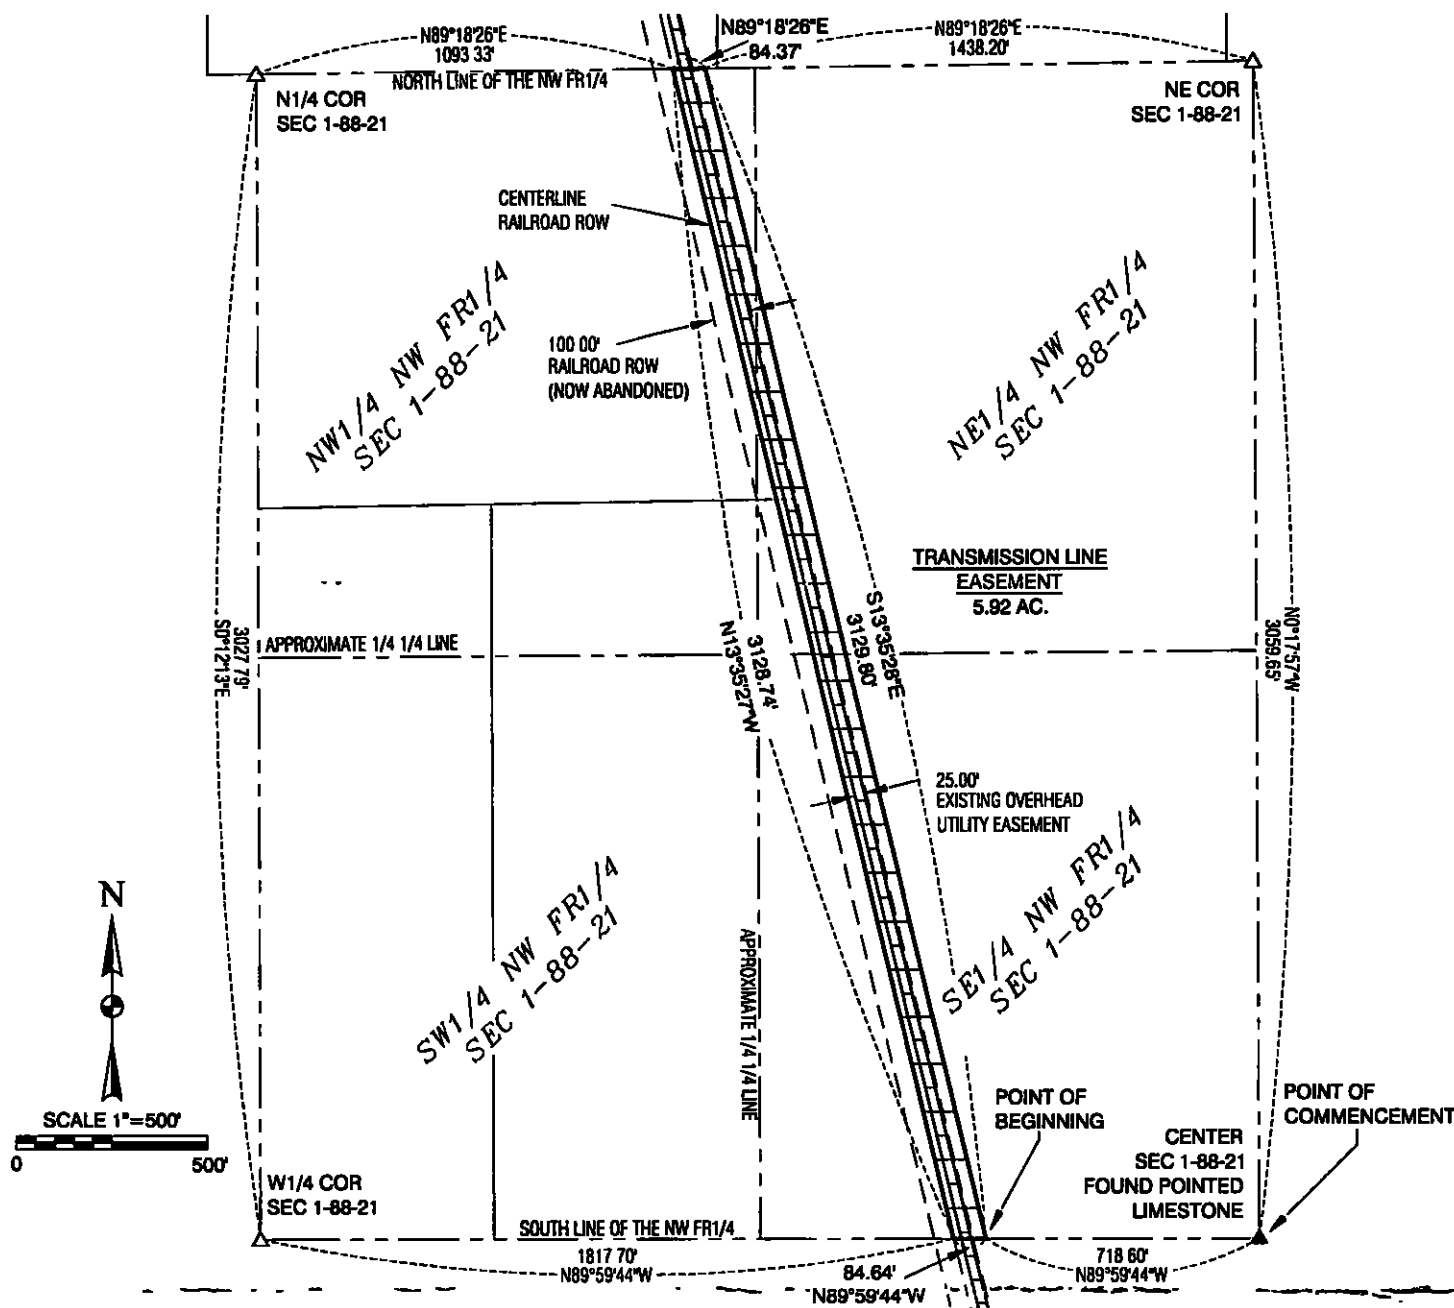 N89°18'26"E
1093 33'
N89°18'26"E
84.37'
N89°18'26"E
1438.20'
NORTH LINE OF THE NW FR1/4
N1/4 COR
SEC 1-88-21
NE COR
SEC 1-88-21
CENTERLINE
RAILROAD ROW
NW1/4 NW FR1/4
SEC 1-88-21
100 00'
RAILROAD ROW
(NOW ABANDONED)
NE1/4 NW FR1/4
SEC 1-88-21
TRANSMISSION LINE
EASEMENT
5.92 AC.
S13°35'28"E
3129.80'
3128.74'
N13°35'27"W
3027 79'
S0°12'13"E
APPROXIMATE 1/4 1/4 LINE
N0°17'57"W
3059.65'
25.00'
EXISTING OVERHEAD
UTILITY EASEMENT
SW1/4 NW FR1/4
SEC 1-88-21
SE1/4 NW FR1/4
SEC 1-88-21
APPROXIMATE 1/4 1/4 LINE
N
SCALE 1"=500'
0
500'
POINT OF
BEGINNING
POINT OF
COMMENCEMENT
CENTER
SEC 1-88-21
FOUND POINTED
LIMESTONE
W1/4 COR
SEC 1-88-21
SOUTH LINE OF THE NW FR1/4
1817 70'
N89°59'44"W
84.64'
N89°59'44"W
718 60'
N89°59'44"W